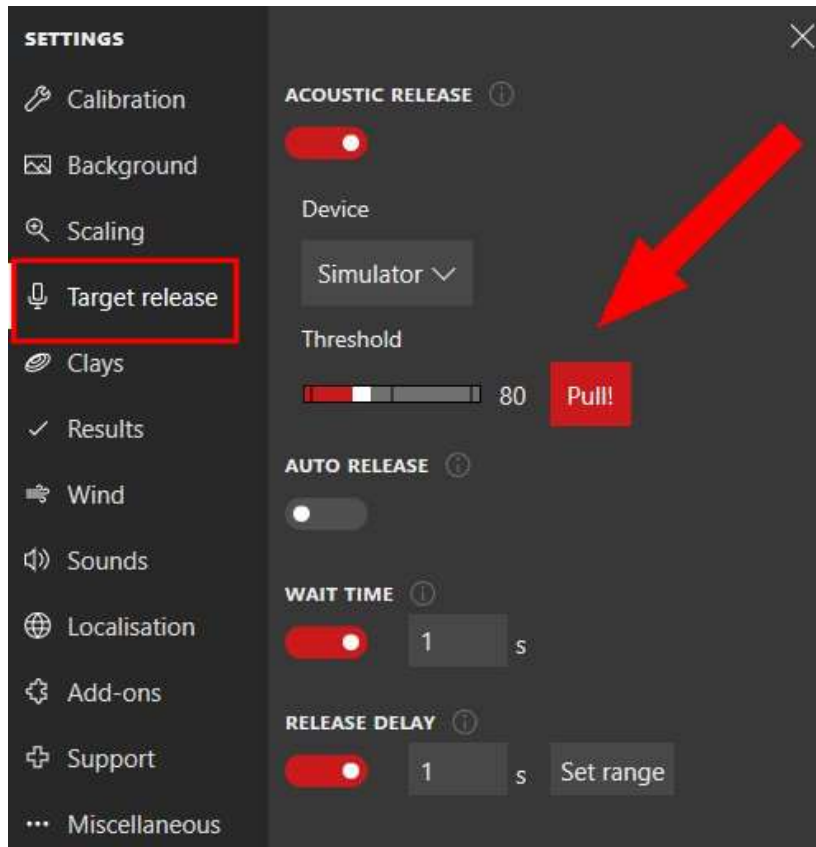 SETTINGS
Calibration
Background
Scaling
Target release
Clays
Results
Wind
Sounds
Localisation
Add-ons
Support
Miscellaneous
ACOUSTIC RELEASE
Device
Simulator
Threshold
80 Pull!
AUTO RELEASE
WAIT TIME
1 s
RELEASE DELAY
1 s Set range